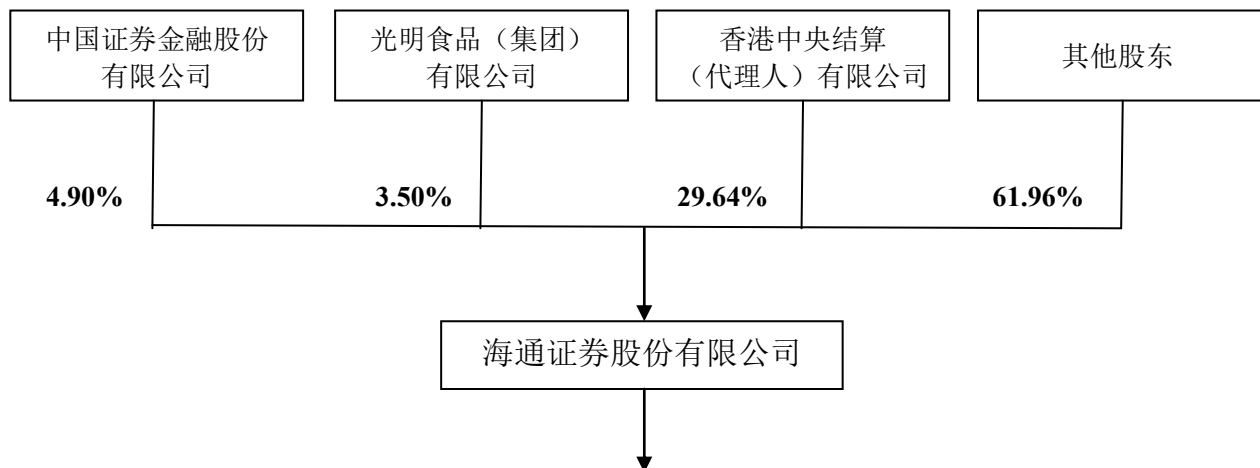 中国证券金融股份
有限公司
光明食品（集团）
有限公司
香港中央结算
（代理人）有限公司
其他股东
4.90%
3.50%
29.64%
61.96%
海通证券股份有限公司